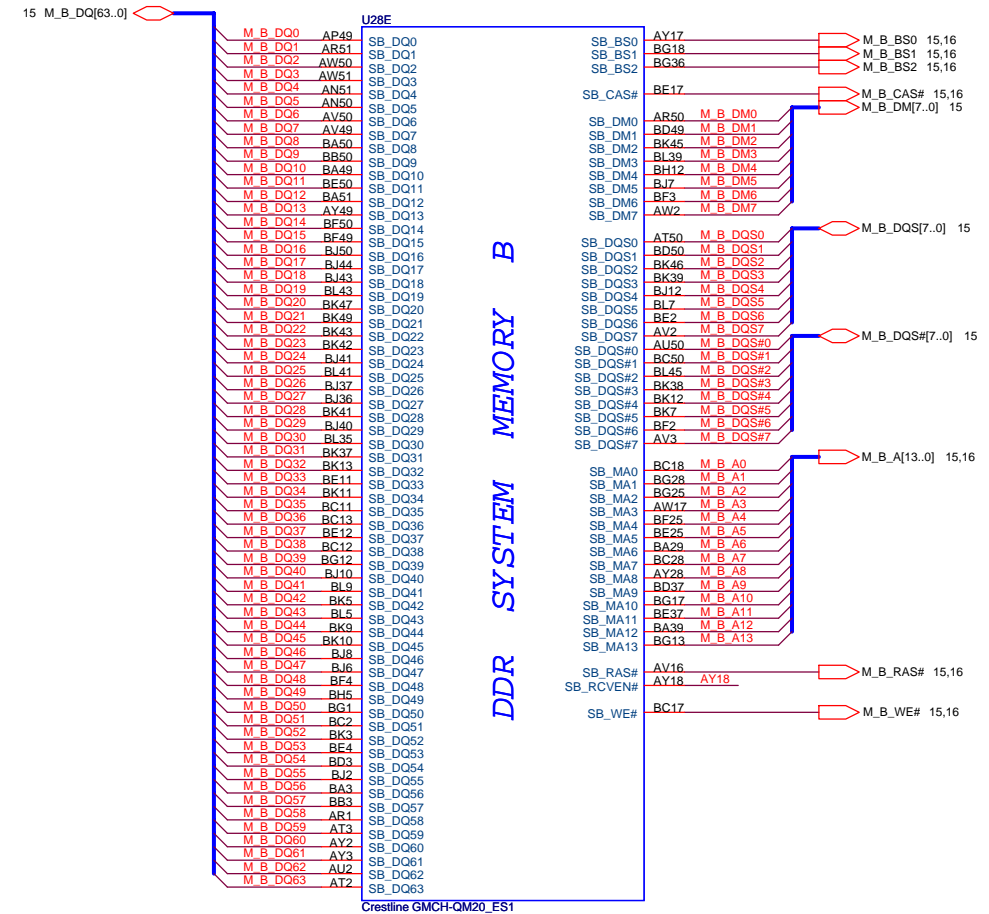 15 M_B_DQ[63..0]
U28E
M_B_DQ0 AP49 SB_DQ0 SB_BS0 AY17 M_B_BS0 15,16
M_B_DQ1 AR51 SB_DQ1 SB_BS1 BG18 M_B_BS1 15,16
M_B_DQ2 AW50 SB_DQ2 SB_BS2 BG36 M_B_BS2 15,16
M_B_DQ3 AW51 SB_DQ3
M_B_DQ4 AN51 SB_DQ4 SB_CAS# BE17 M_B_CAS# 15,16
M_B_DQ5 AN50 SB_DQ5 M_B_DM[7..0] 15
M_B_DQ6 AV50 SB_DQ6 SB_DM0 AR50 M_B_DM0
M_B_DQ7 AV49 SB_DQ7 SB_DM1 BD49 M_B_DM1
M_B_DQ8 BA50 SB_DQ8 SB_DM2 BK45 M_B_DM2
M_B_DQ9 BB50 SB_DQ9 SB_DM3 BL39 M_B_DM3
M_B_DQ10 BA49 SB_DQ10 SB_DM4 BH12 M_B_DM4
M_B_DQ11 BE50 SB_DQ11 SB_DM5 BJ7 M_B_DM5
M_B_DQ12 BA51 SB_DQ12 SB_DM6 BF3 M_B_DM6
M_B_DQ13 AY49 SB_DQ13 SB_DM7 AW2 M_B_DM7
M_B_DQ14 BF50 SB_DQ14 M_B_DQS[7..0] 15
M_B_DQ15 BF49 SB_DQ15 SB_DQS0 AT50 M_B_DQS0
M_B_DQ16 BJ50 SB_DQ16 SB_DQS1 BD50 M_B_DQS1
M_B_DQ17 BJ44 SB_DQ17 SB_DQS2 BK46 M_B_DQS2
M_B_DQ18 BJ43 SB_DQ18 SB_DQS3 BK39 M_B_DQS3
M_B_DQ19 BL43 SB_DQ19 SB_DQS4 BJ12 M_B_DQS4
M_B_DQ20 BK47 SB_DQ20 SB_DQS5 BL7 M_B_DQS5
M_B_DQ21 BK49 SB_DQ21 SB_DQS6 BE2 M_B_DQS6
M_B_DQ22 BK43 SB_DQ22 SB_DQS7 AV2 M_B_DQS7 M_B_DQS#[7..0] 15
M_B_DQ23 BK42 SB_DQ23 SB_DQS#0 AU50 M_B_DQS#0
M_B_DQ24 BJ41 SB_DQ24 SB_DQS#1 BC50 M_B_DQS#1
M_B_DQ25 BL41 SB_DQ25 SB_DQS#2 BL45 M_B_DQS#2
M_B_DQ26 BJ37 SB_DQ26 SB_DQS#3 BK38 M_B_DQS#3
M_B_DQ27 BJ36 SB_DQ27 SB_DQS#4 BK12 M_B_DQS#4
M_B_DQ28 BK41 SB_DQ28 SB_DQS#5 BK7 M_B_DQS#5
M_B_DQ29 BJ40 SB_DQ29 SB_DQS#6 BF2 M_B_DQS#6
M_B_DQ30 BL35 SB_DQ30 SB_DQS#7 AV3 M_B_DQS#7
M_B_DQ31 BK37 SB_DQ31 M_B_A[13..0] 15,16
M_B_DQ32 BK13 SB_DQ32 SB_MA0 BC18 M_B_A0
M_B_DQ33 BE11 SB_DQ33 SB_MA1 BG28 M_B_A1
M_B_DQ34 BK11 SB_DQ34 SB_MA2 BG25 M_B_A2
M_B_DQ35 BC11 SB_DQ35 SB_MA3 AW17 M_B_A3
M_B_DQ36 BC13 SB_DQ36 SB_MA4 BF25 M_B_A4
M_B_DQ37 BE12 SB_DQ37 SB_MA5 BE25 M_B_A5
M_B_DQ38 BC12 SB_DQ38 SB_MA6 BA29 M_B_A6
M_B_DQ39 BG12 SB_DQ39 SB_MA7 BC28 M_B_A7
M_B_DQ40 BJ10 SB_DQ40 SB_MA8 AY28 M_B_A8
M_B_DQ41 BL9 SB_DQ41 SB_MA9 BD37 M_B_A9
M_B_DQ42 BK5 SB_DQ42 SB_MA10 BG17 M_B_A10
M_B_DQ43 BL5 SB_DQ43 SB_MA11 BE37 M_B_A11
M_B_DQ44 BK9 SB_DQ44 SB_MA12 BA39 M_B_A12
M_B_DQ45 BK10 SB_DQ45 SB_MA13 BG13 M_B_A13
M_B_DQ46 BJ8 SB_DQ46
M_B_DQ47 BJ6 SB_DQ47 SB_RAS# AV16 M_B_RAS# 15,16
M_B_DQ48 BF4 SB_DQ48 SB_RCVEN# AY18 AY18
M_B_DQ49 BH5 SB_DQ49
M_B_DQ50 BG1 SB_DQ50 SB_WE# BC17 M_B_WE# 15,16
M_B_DQ51 BC2 SB_DQ51
M_B_DQ52 BK3 SB_DQ52
M_B_DQ53 BE4 SB_DQ53
M_B_DQ54 BD3 SB_DQ54
M_B_DQ55 BJ2 SB_DQ55
M_B_DQ56 BA3 SB_DQ56
M_B_DQ57 BB3 SB_DQ57
M_B_DQ58 AR1 SB_DQ58
M_B_DQ59 AT3 SB_DQ59
M_B_DQ60 AY2 SB_DQ60
M_B_DQ61 AY3 SB_DQ61
M_B_DQ62 AU2 SB_DQ62
M_B_DQ63 AT2 SB_DQ63
DDR SYSTEM MEMORY B
Crestline GMCH-QM20_ES1